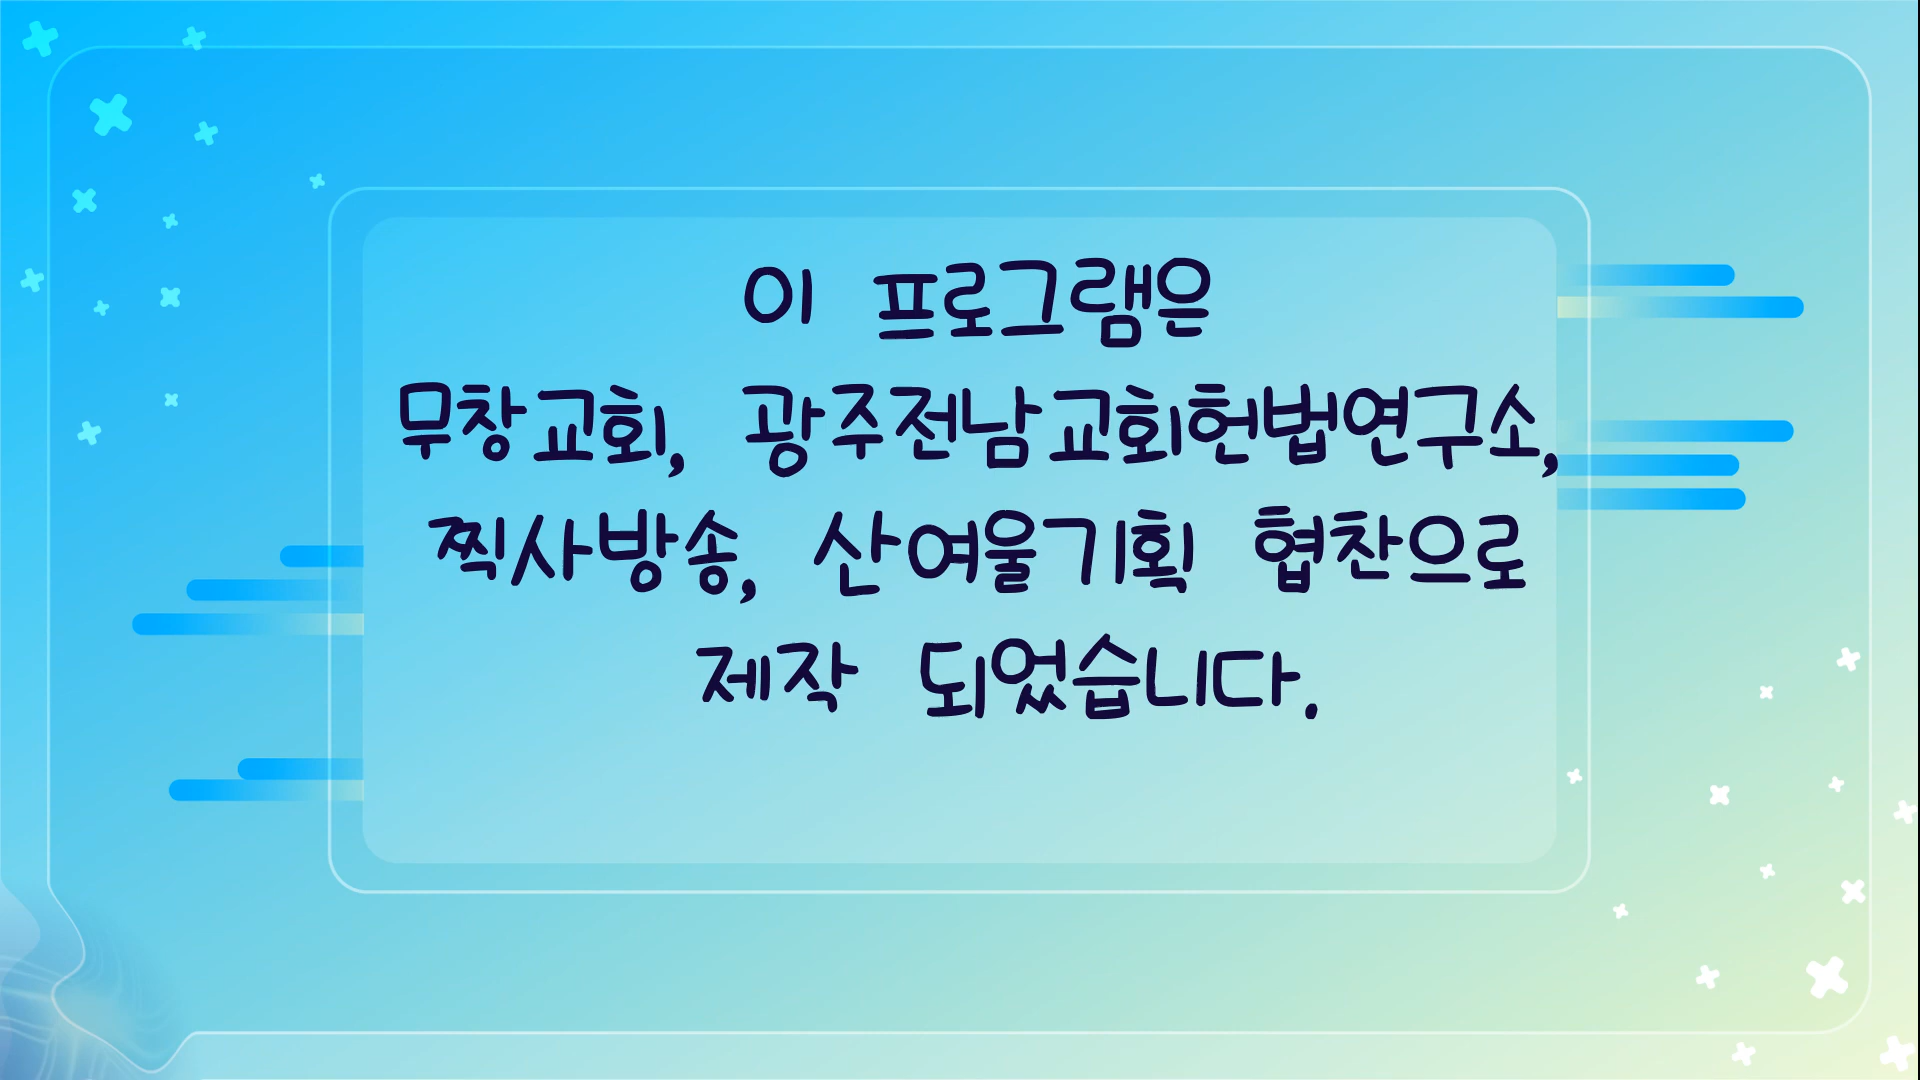 이 프로그램은
무창교회, 광주전남교회헌법연구소,
찍사방송, 산여울기획 협찬으로
제작 되었습니다.